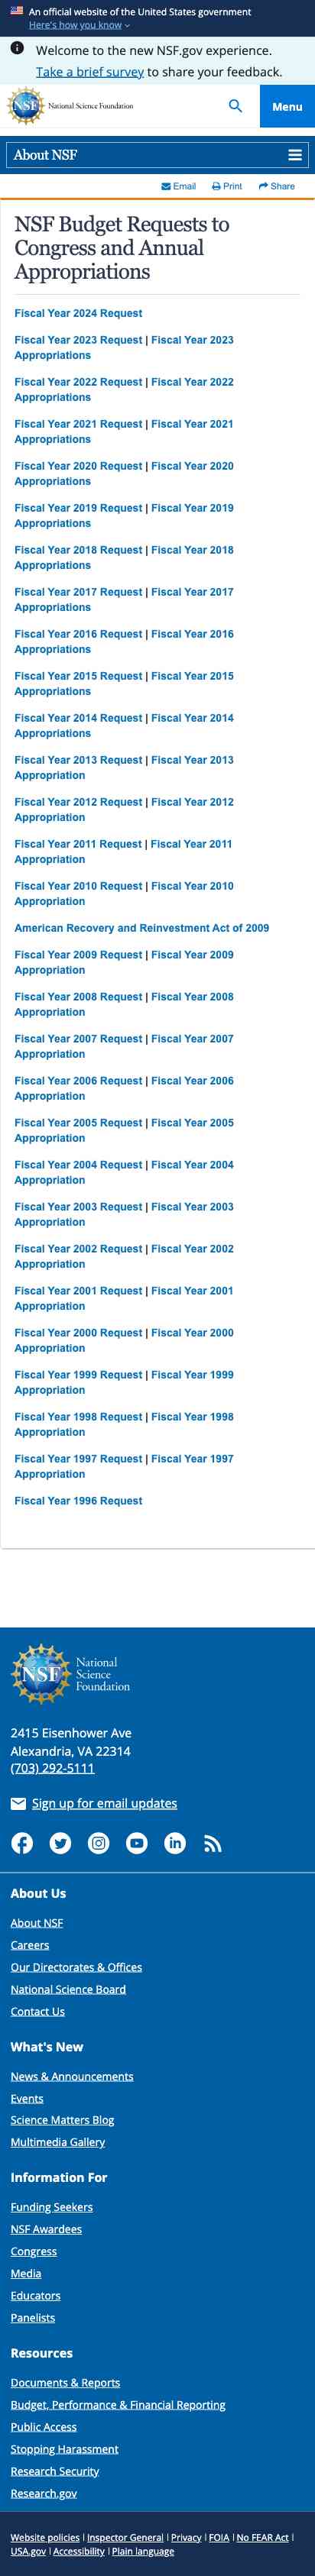 An official website of the United States government
Here's how you know
Welcome to the new NSF.gov experience.
Take a brief survey to share your feedback.
NSF National Science Foundation
Menu
About NSF
Email Print Share
NSF Budget Requests to
Congress and Annual
Appropriations
Fiscal Year 2024 Request
Fiscal Year 2023 Request | Fiscal Year 2023
Appropriations
Fiscal Year 2022 Request | Fiscal Year 2022
Appropriations
Fiscal Year 2021 Request | Fiscal Year 2021
Appropriations
Fiscal Year 2020 Request | Fiscal Year 2020
Appropriations
Fiscal Year 2019 Request | Fiscal Year 2019
Appropriations
Fiscal Year 2018 Request | Fiscal Year 2018
Appropriations
Fiscal Year 2017 Request | Fiscal Year 2017
Appropriations
Fiscal Year 2016 Request | Fiscal Year 2016
Appropriations
Fiscal Year 2015 Request | Fiscal Year 2015
Appropriations
Fiscal Year 2014 Request | Fiscal Year 2014
Appropriations
Fiscal Year 2013 Request | Fiscal Year 2013
Appropriation
Fiscal Year 2012 Request | Fiscal Year 2012
Appropriation
Fiscal Year 2011 Request | Fiscal Year 2011
Appropriation
Fiscal Year 2010 Request | Fiscal Year 2010
Appropriation
American Recovery and Reinvestment Act of 2009
Fiscal Year 2009 Request | Fiscal Year 2009
Appropriation
Fiscal Year 2008 Request | Fiscal Year 2008
Appropriation
Fiscal Year 2007 Request | Fiscal Year 2007
Appropriation
Fiscal Year 2006 Request | Fiscal Year 2006
Appropriation
Fiscal Year 2005 Request | Fiscal Year 2005
Appropriation
Fiscal Year 2004 Request | Fiscal Year 2004
Appropriation
Fiscal Year 2003 Request | Fiscal Year 2003
Appropriation
Fiscal Year 2002 Request | Fiscal Year 2002
Appropriation
Fiscal Year 2001 Request | Fiscal Year 2001
Appropriation
Fiscal Year 2000 Request | Fiscal Year 2000
Appropriation
Fiscal Year 1999 Request | Fiscal Year 1999
Appropriation
Fiscal Year 1998 Request | Fiscal Year 1998
Appropriation
Fiscal Year 1997 Request | Fiscal Year 1997
Appropriation
Fiscal Year 1996 Request
NSF
National
Science
Foundation
2415 Eisenhower Ave
Alexandria, VA 22314
(703) 292-5111
Sign up for email updates
About Us
About NSF
Careers
Our Directorates & Offices
National Science Board
Contact Us
What's New
News & Announcements
Events
Science Matters Blog
Multimedia Gallery
Information For
Funding Seekers
NSF Awardees
Congress
Media
Educators
Panelists
Resources
Documents & Reports
Budget, Performance & Financial Reporting
Public Access
Stopping Harassment
Research Security
Research.gov
Website policies | Inspector General | Privacy | FOIA | No FEAR Act |
USA.gov | Accessibility | Plain language